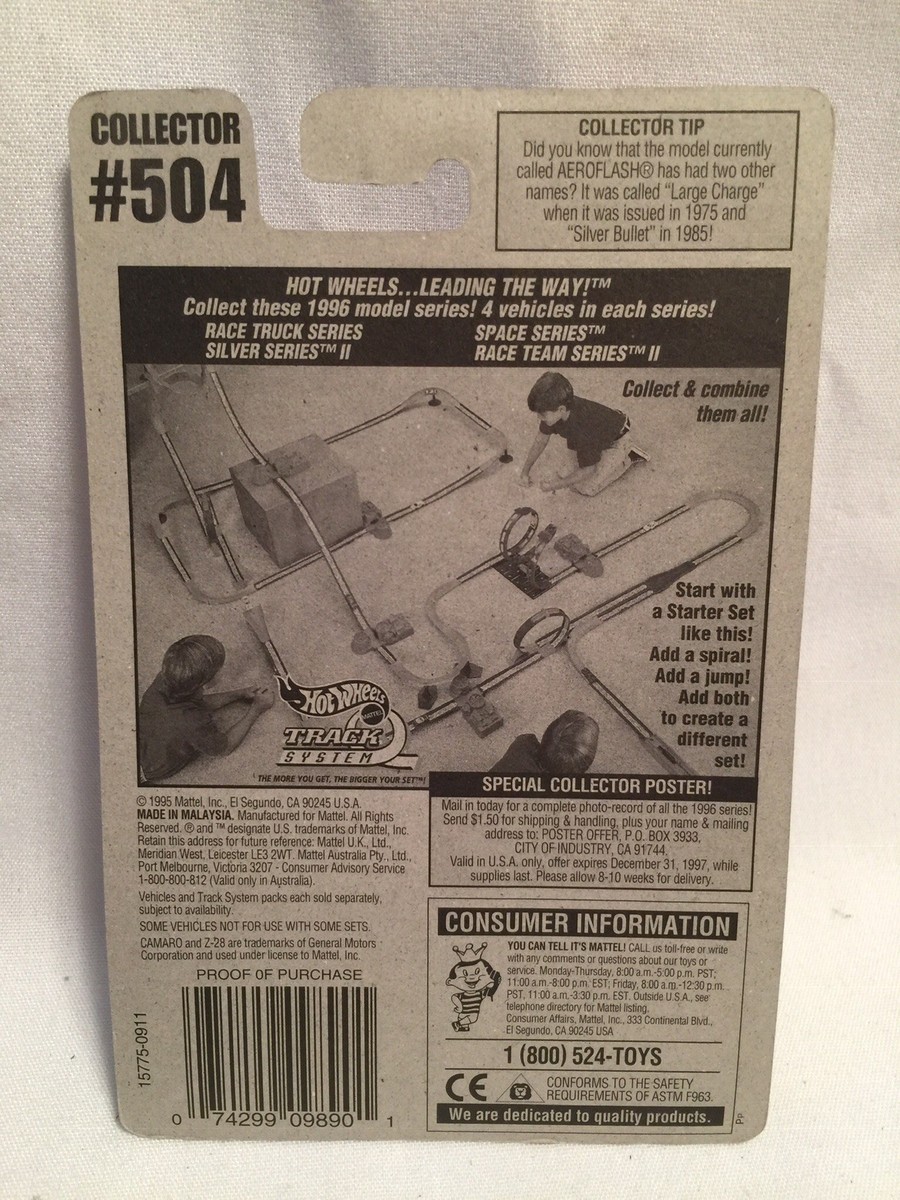 COLLECTOR
#504
COLLECTOR TIP
Did you know that the model currently
called AEROFLASH® has had two other
names? It was called "Large Charge"
when it was issued in 1975 and
"Silver Bullet" in 1985!
HOT WHEELS...LEADING THE WAY!™
Collect these 1996 model series! 4 vehicles in each series!
RACE TRUCK SERIES
SILVER SERIES™ II
SPACE SERIES™
RACE TEAM SERIES™ II
Collect & combine
them all!
Start with
a Starter Set
like this!
Add a spiral!
Add a jump!
Add both
to create a
different
set!
HOT WHEELS
MATTEL
TRACK
SYSTEM
THE MORE YOU GET, THE BIGGER YOUR SET™!
© 1995 Mattel, Inc., El Segundo, CA 90245 U.S.A.
MADE IN MALAYSIA. Manufactured for Mattel. All Rights
Reserved. ® and ™ designate U.S. trademarks of Mattel, Inc.
Retain this address for future reference: Mattel U.K., Ltd.,
Meridian West, Leicester LE3 2WT. Mattel Australia Pty., Ltd.,
Port Melbourne, Victoria 3207 - Consumer Advisory Service
1-800-800-812 (Valid only in Australia).
Vehicles and Track System packs each sold separately,
subject to availability.
SOME VEHICLES NOT FOR USE WITH SOME SETS.
CAMARO and Z-28 are trademarks of General Motors
Corporation and used under license to Mattel, Inc.
PROOF OF PURCHASE
15775-0911
0 74299 09890 1
SPECIAL COLLECTOR POSTER!
Mail in today for a complete photo-record of all the 1996 series!
Send $1.50 for shipping & handling, plus your name & mailing
address to: POSTER OFFER, P.O. BOX 3933,
CITY OF INDUSTRY, CA 91744.
Valid in U.S.A. only, offer expires December 31, 1997, while
supplies last. Please allow 8-10 weeks for delivery.
CONSUMER INFORMATION
YOU CAN TELL IT'S MATTEL! CALL us toll-free or write
with any comments or questions about our toys or
service. Monday-Thursday, 8:00 a.m.-5:00 p.m. PST;
11:00 a.m.-8:00 p.m. EST; Friday, 8:00 a.m.-12:30 p.m.
PST, 11:00 a.m.-3:30 p.m. EST. Outside U.S.A., see
telephone directory for Mattel listing.
Consumer Affairs, Mattel, Inc., 333 Continental Blvd.,
El Segundo, CA 90245 USA
1 (800) 524-TOYS
CE
CONFORMS TO THE SAFETY
REQUIREMENTS OF ASTM F963.
We are dedicated to quality products.
Pp